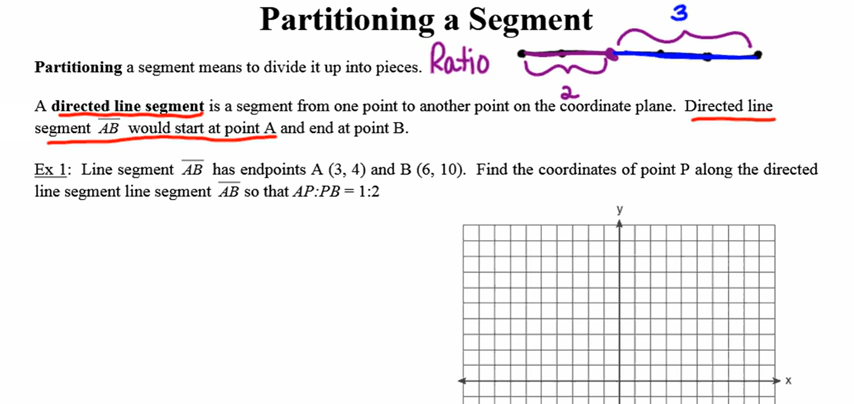 Partitioning a Segment
3
Partitioning a segment means to divide it up into pieces. Ratio
2
A directed line segment is a segment from one point to another point on the coordinate plane. Directed line
segment AB would start at point A and end at point B.
Ex 1: Line segment AB has endpoints A (3, 4) and B (6, 10). Find the coordinates of point P along the directed
line segment line segment AB so that AP:PB = 1:2
y
x